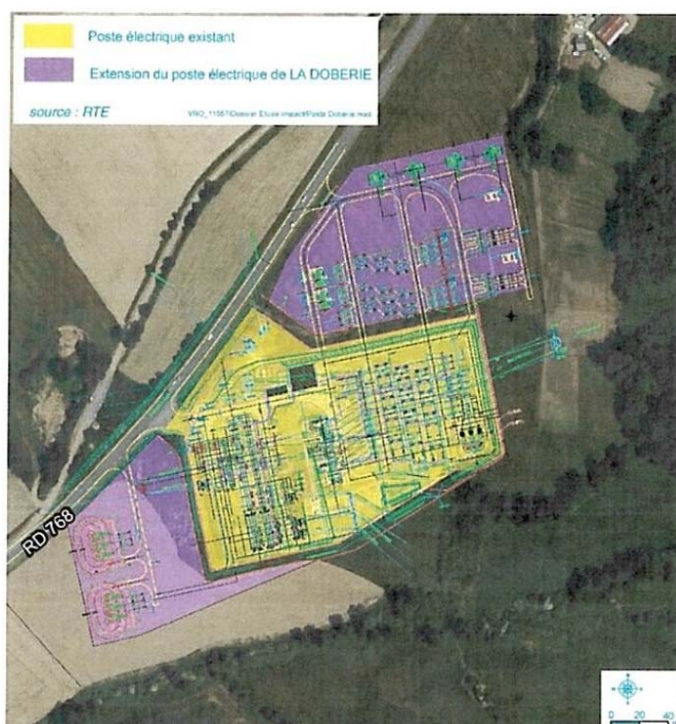 Poste électrique existant
Extension du poste électrique de LA DOBERIE
source : RTE
RD 768
0 20 40